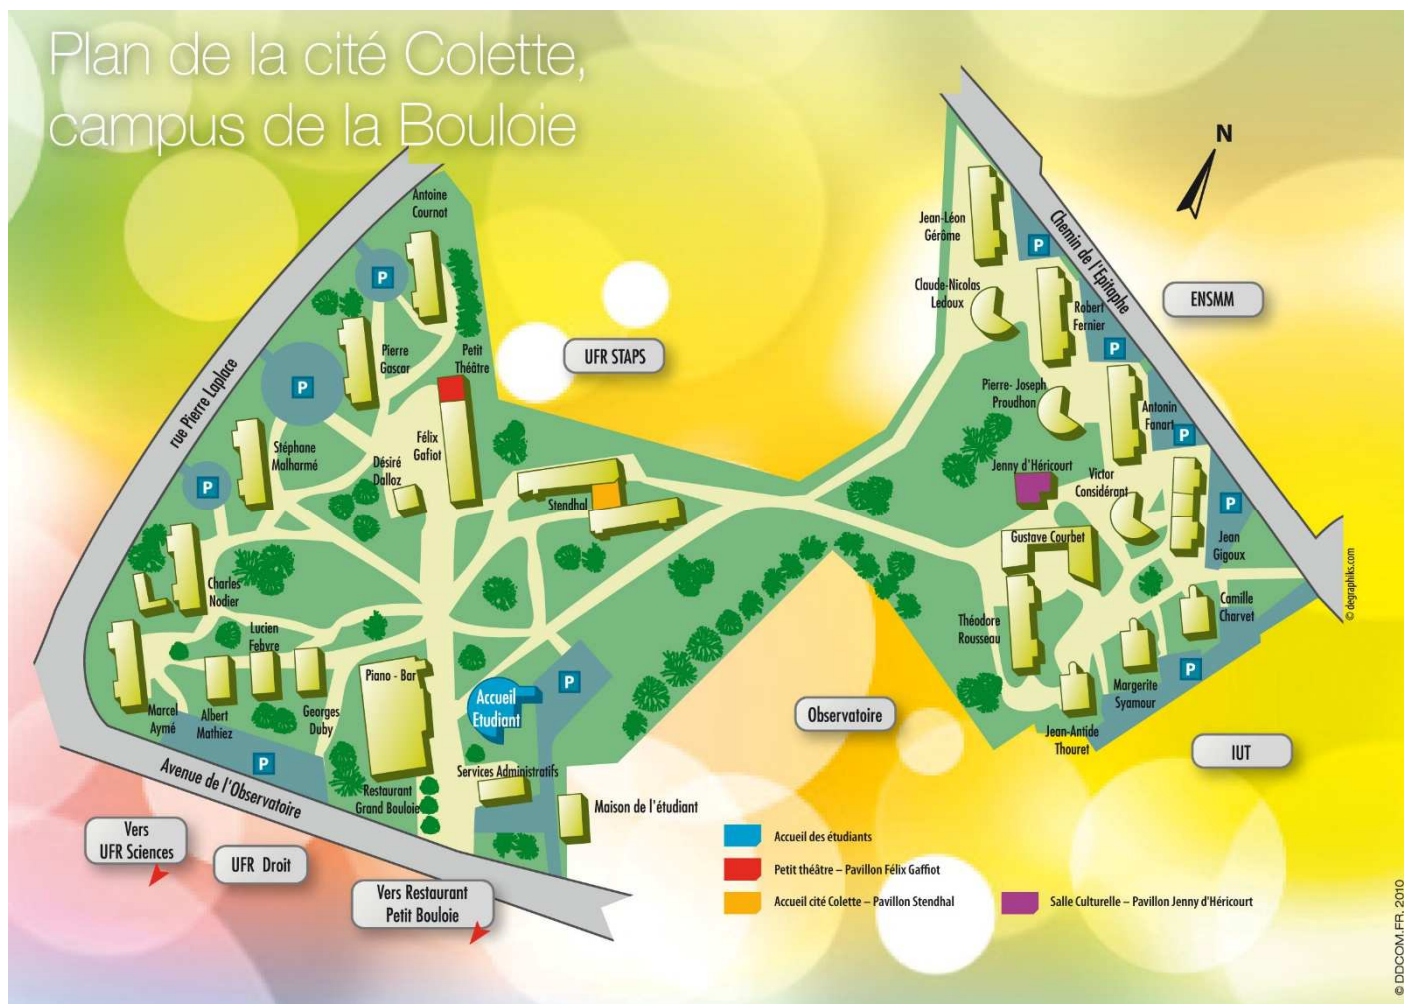 Plan de la cité Colette,
campus de la Bouloie
N
Antoine
Cournot
Jean-Léon
Gérôme
Chemin de l'Epitaphe
P
P
Claude-Nicolas
Ledoux
ENSMM
Robert
Fernier
rue Pierre Laplace
Pierre
Gascar
Petit
Théâtre
UFR STAPS
P
P
Pierre- Joseph
Proudhon
Antonin
Fanart
P
Stéphane
Malharmé
Félix
Gafiot
Désiré
Dalloz
Jenny d'Héricourt
Victor
Considérant
P
Stendhal
P
Gustave Courbet
Jean
Gigoux
Charles
Nodier
Camille
Charvet
Théodore
Rousseau
Lucien
Febvre
Piano - Bar
Accueil
Etudiant
P
P
Margerite
Syamour
Marcel
Aymé
Albert
Mathiez
Georges
Duby
Observatoire
Jean-Antide
Thouret
IUT
P
Avenue de l'Observatoire
Services Administratifs
Restaurant
Grand Bouloie
Maison de l'étudiant
Vers
UFR Sciences
UFR Droit
Vers Restaurant
Petit Bouloie
Accueil des étudiants
Petit théâtre – Pavillon Félix Gaffiot
Accueil cité Colette – Pavillon Stendhal
Salle Culturelle – Pavillon Jenny d'Héricourt
© degraphiks.com
© DDCOM.FR, 2010